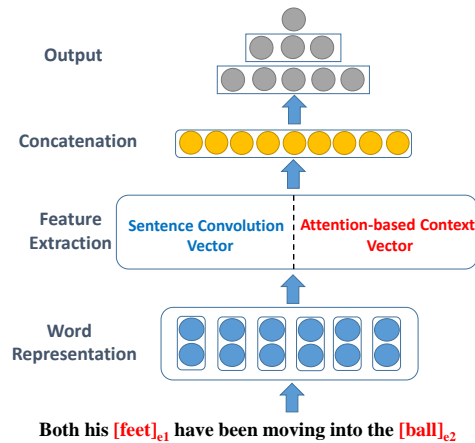 Output
Concatenation
Feature
Extraction
Sentence Convolution
Vector
Attention-based Context
Vector
Word
Representation
Both his [feet]e1 have been moving into the [ball]e2